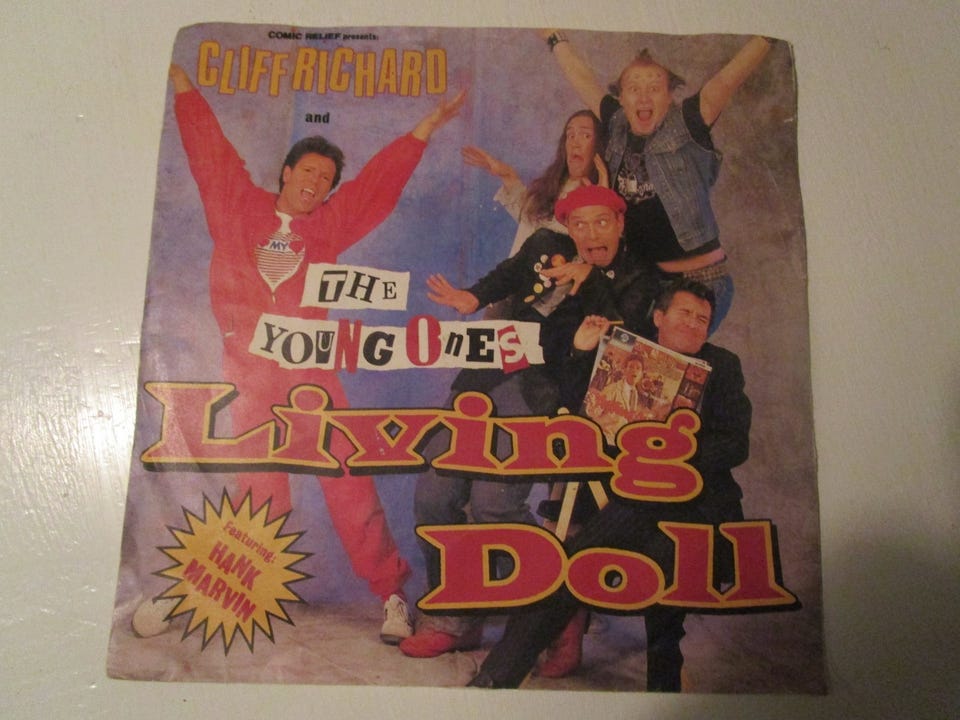 COMIC RELIEF presents:
CLIFF RICHARD
and
MY
THE
YOUNG ONES
Living
Doll
Featuring:
HANK
MARVIN